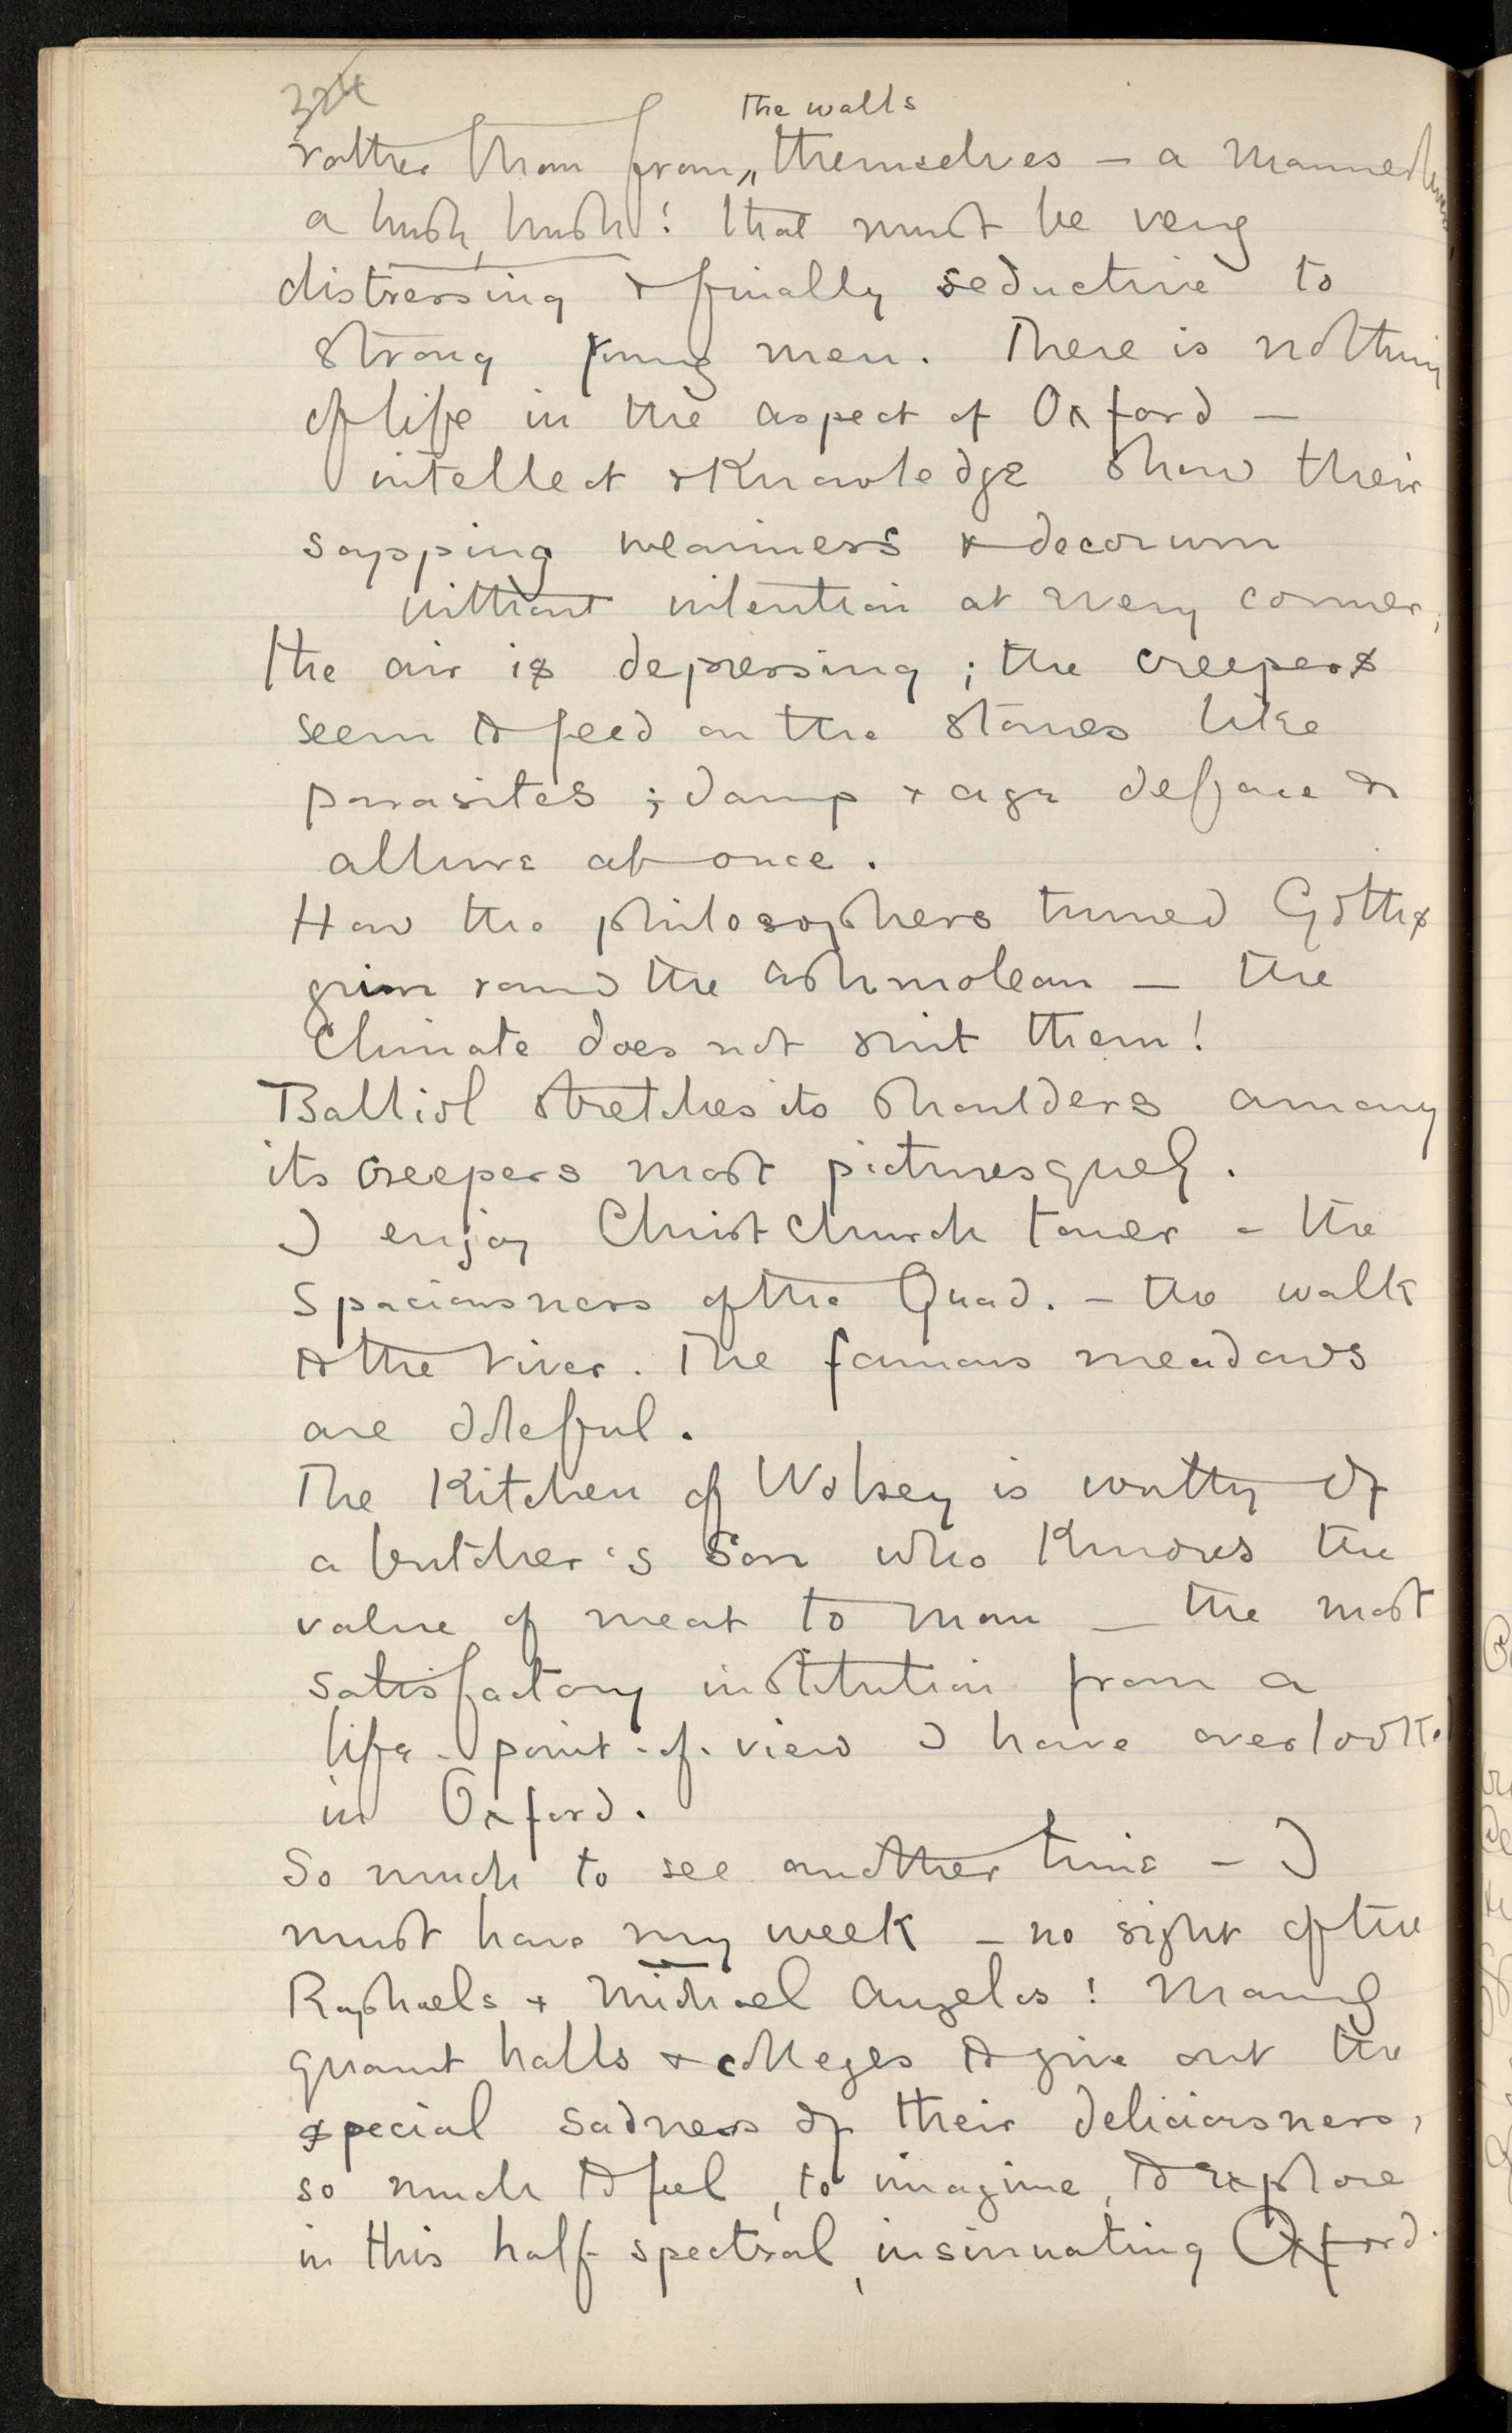 324
the walls
rather than from „ themselves – a manner
a hush, hush! that must be very
distressing & finally seductive to
strong young men. There is nothing
of life in the aspect of Oxford –
intellect & Knowledge show their
sapping weariness & decorum
without intention at every corner;
the air is depressing; the creepers
seem to feed on the stones like
parasites; damp & age deface &
allure at once.
How the philosophers turned Goths
grin round the Ashmolean – the
Climate does not suit them!
Balliol stretches its shoulders among
its creepers most picturesquely.
I enjoy Christ Church tower – the
spaciousness of the Quad. – the walk
to the river. The famous meadows
are doleful.
The Kitchen of Wolsey is worthy of
a butcher's son who Knows the
value of meat to man – the most
satisfactory institution from a
life-point-of-view I have overlook'd
in Oxford.
So much to see another time – I
must have my week – no sight of the
Raphaels & Michael Angelos! Many
quaint halls & colleges to give out the
special sadness of their deliciousness,
so much to feel, to imagine, to explore
in this half-spectral, insinuating Oxford.